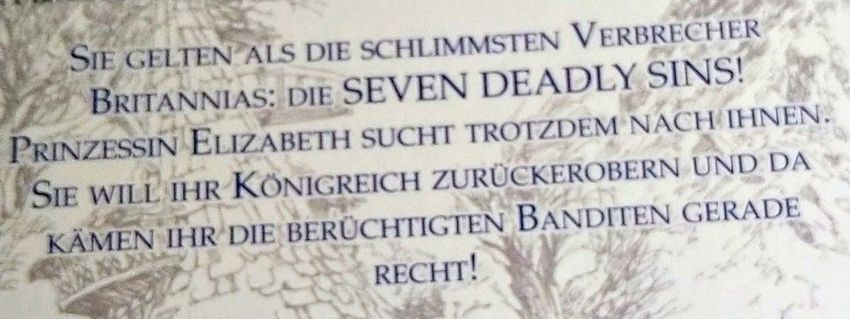 Sie gelten als die schlimmsten Verbrecher
Britannias: die SEVEN DEADLY SINS!
Prinzessin Elizabeth sucht trotzdem nach ihnen.
Sie will ihr Königreich zurückerobern und da
kämen ihr die berüchtigten Banditen gerade
recht!